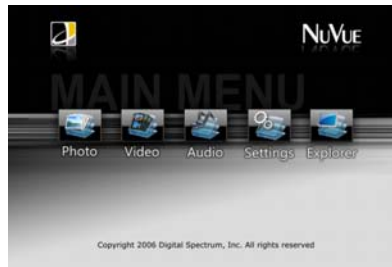 NUVUE
MAIN MENU
Photo Video Audio Settings Explorer
Copyright 2006 Digital Spectrum, Inc. All rights reserved